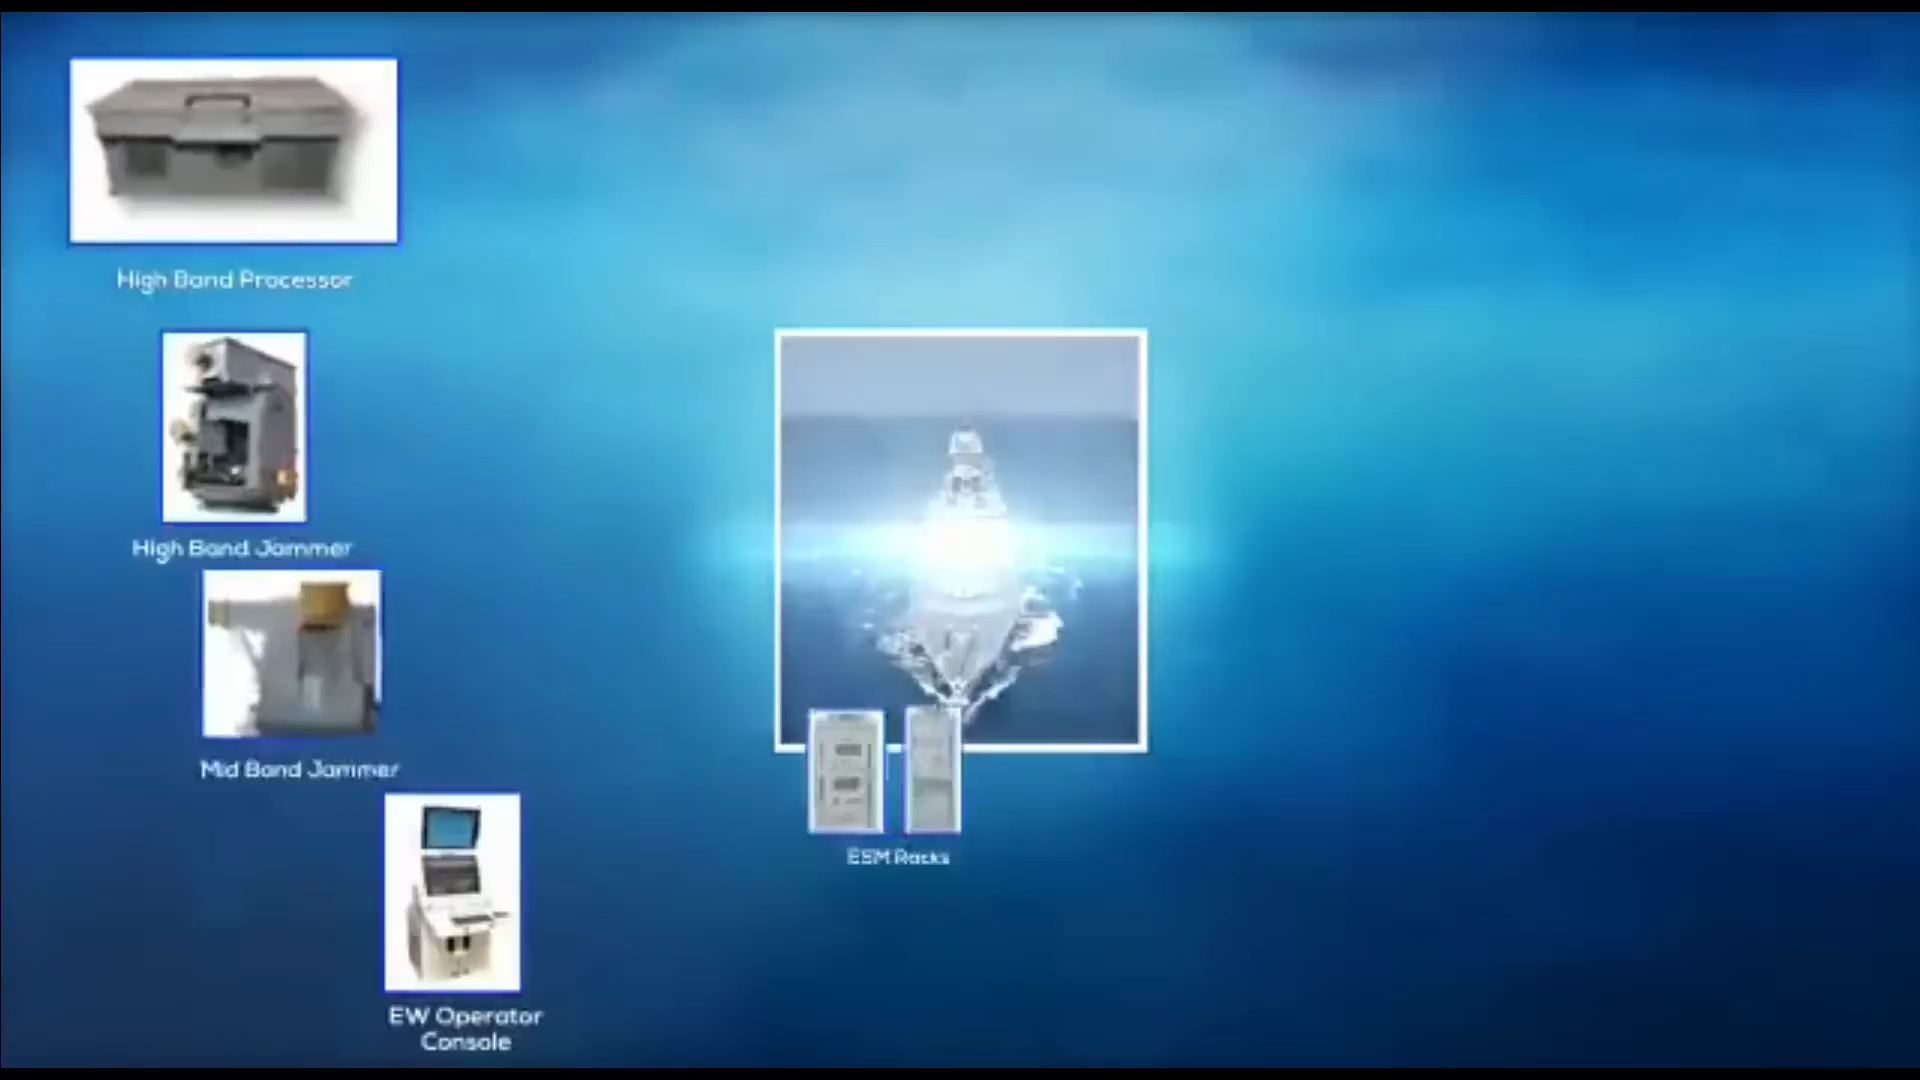 High Band Processor
High Band Jammer
Mid Band Jammer
EW Operator
Console
ESM Racks